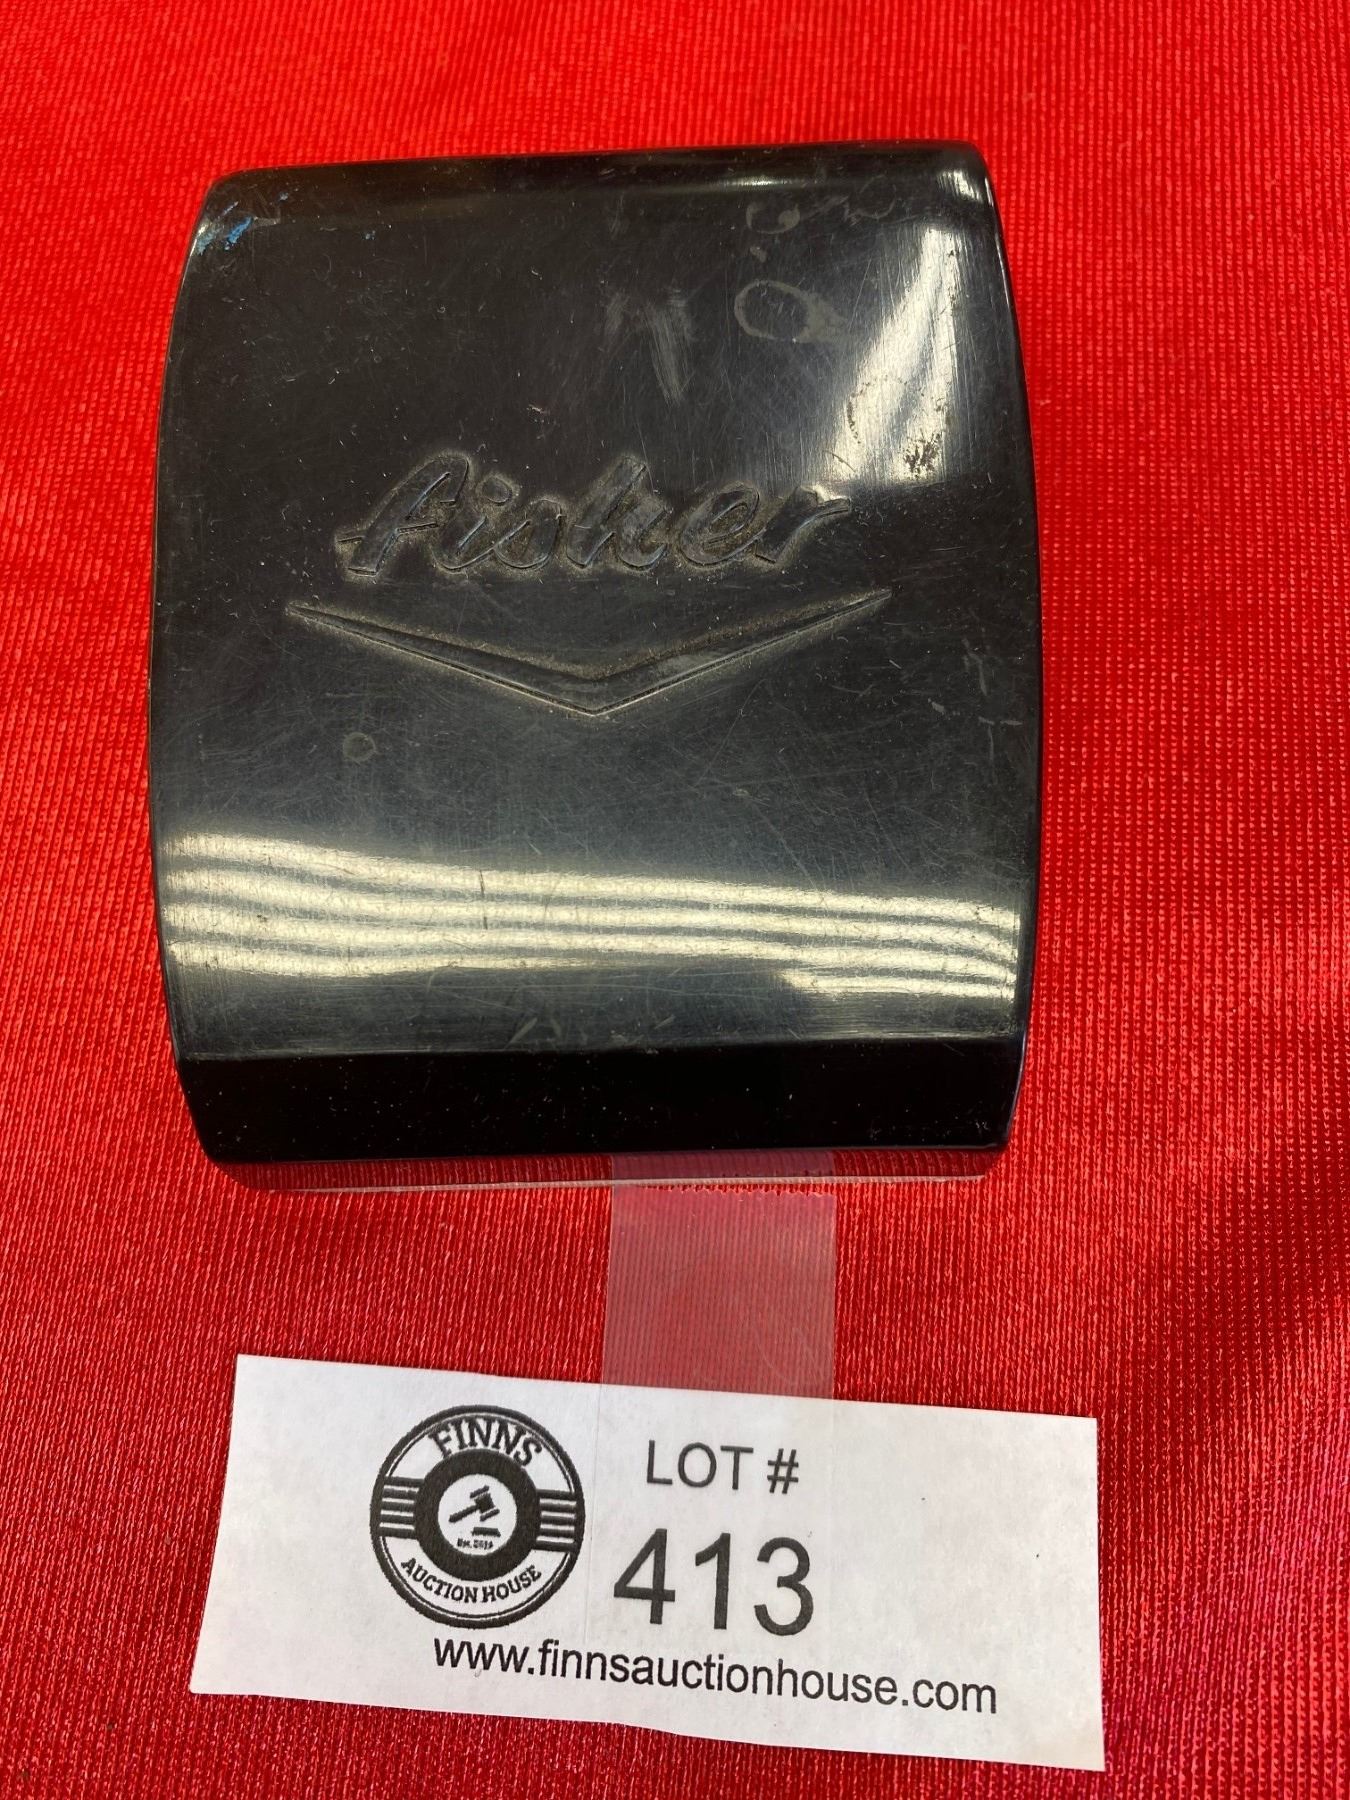 fisher
FINNS
AUCTION HOUSE
LOT #
413
www.finnsauctionhouse.com